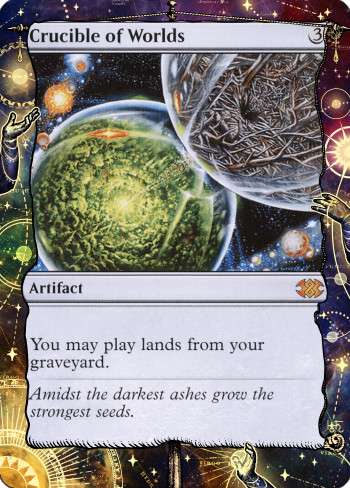 Crucible of Worlds 3
Artifact
You may play lands from your
graveyard.
Amidst the darkest ashes grow the
strongest seeds.